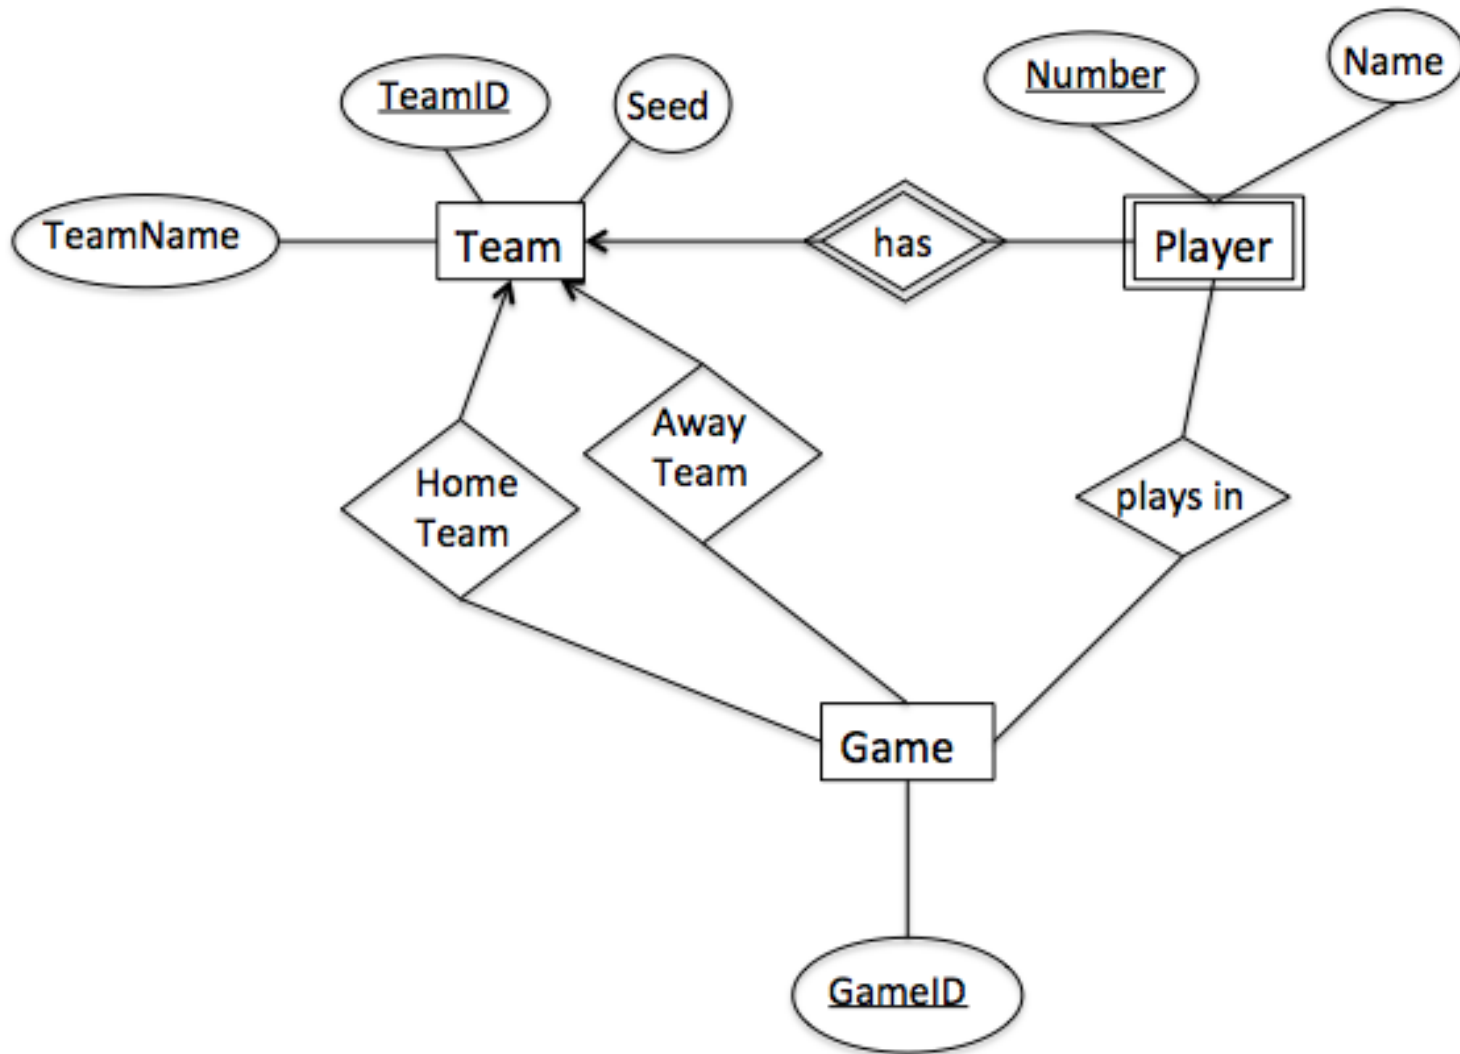 Name
Number
TeamID
Seed
TeamName
Team
has
Player
Away
Team
Home
Team
plays in
Game
GameID